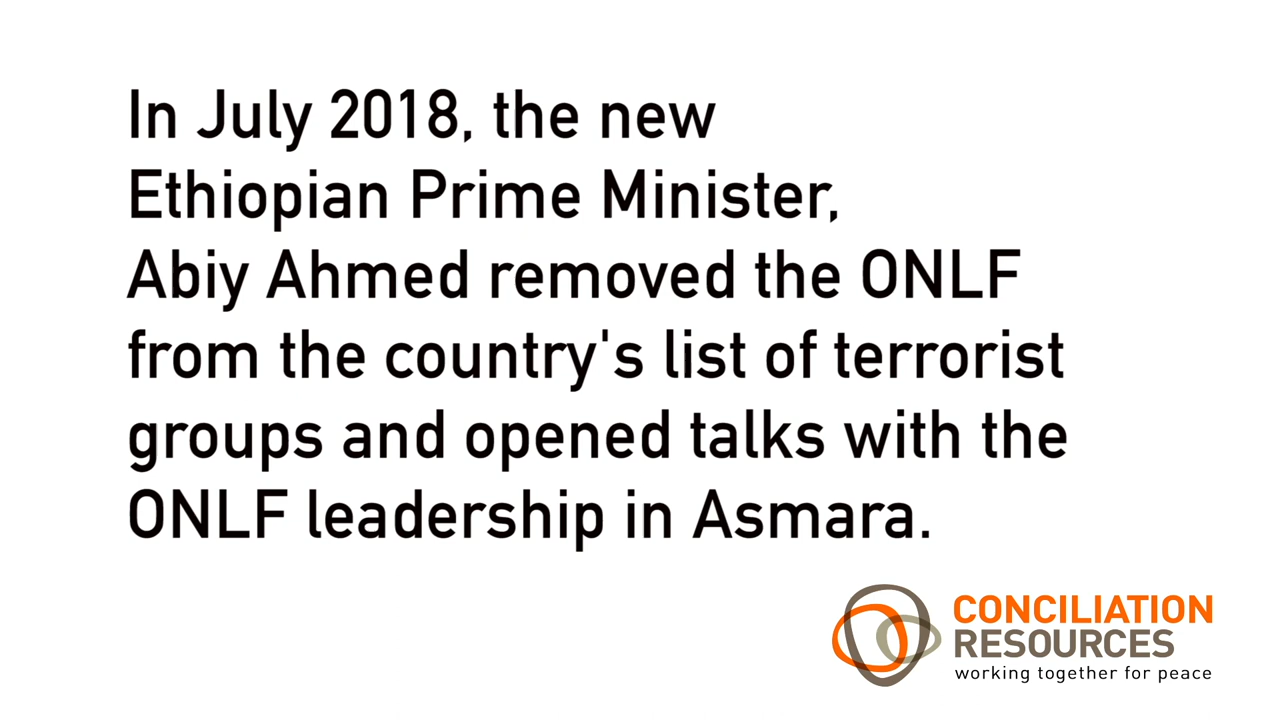 In July 2018, the new
Ethiopian Prime Minister,
Abiy Ahmed removed the ONLF
from the country's list of terrorist
groups and opened talks with the
ONLF leadership in Asmara.
CONCILIATION
RESOURCES
working together for peace